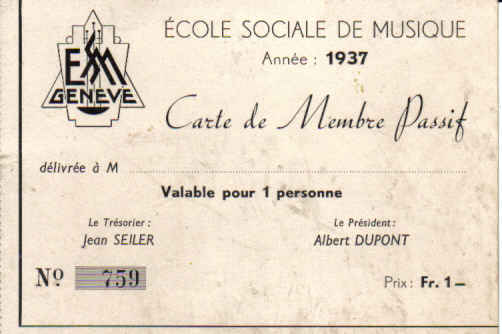 ÉCOLE SOCIALE DE MUSIQUE
Année : 1937
ESM
GENEVE
Carte de Membre Passif
délivrée à M
Valable pour 1 personne
Le Trésorier :
Jean SEILER
Le Président :
Albert DUPONT
Nº 759
Prix : Fr. 1—